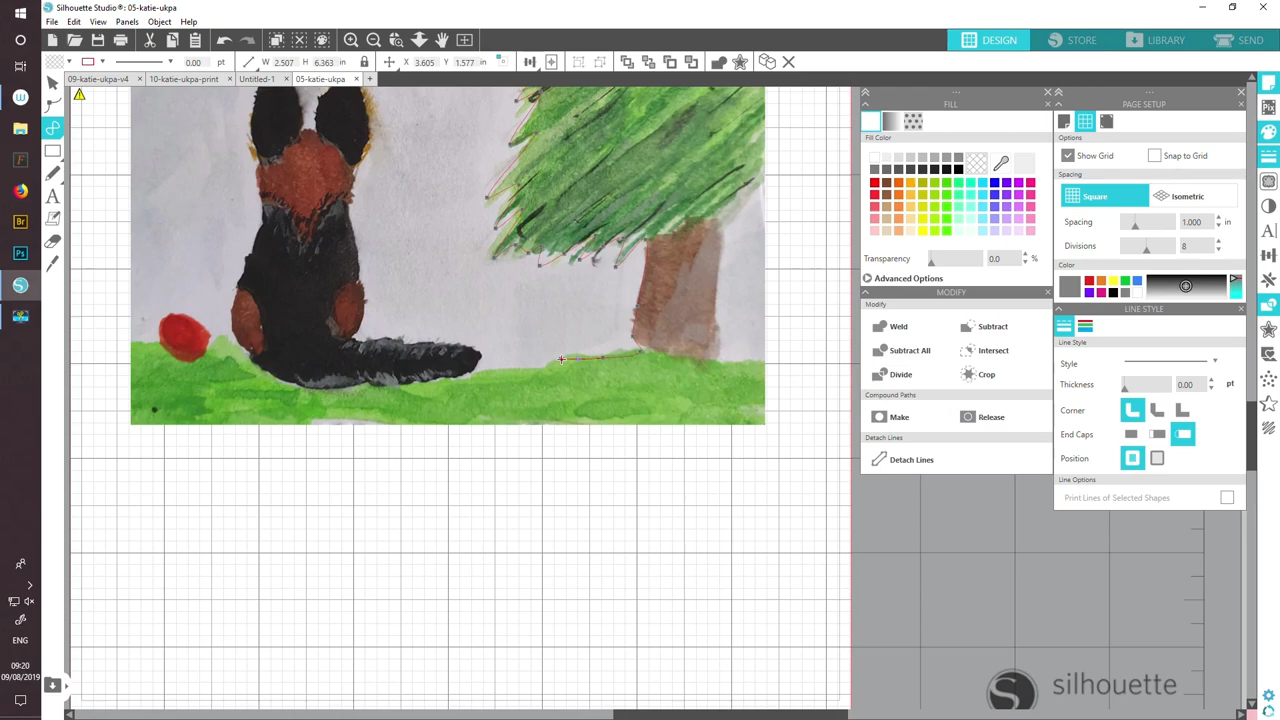 Silhouette Studio®: 05-katie-ukpa
File Edit View Panels Object Help
DESIGN STORE LIBRARY SEND
0.00 pt W 2.507 H 6.363 in X 3.605 Y 1.577 in
09-katie-ukpa-v4 × 10-katie-ukpa-print × Untitled-1 × 05-katie-ukpa × +
FILL
Fill Color
Transparency 0.0 %
Advanced Options
MODIFY
Modify
Weld Subtract
Subtract All Intersect
Divide Crop
Compound Paths
Make Release
Detach Lines
Detach Lines
PAGE SETUP
Options
Show Grid Snap to Grid
Spacing
Square Isometric
Spacing 1.000 in
Divisions 8
Color
LINE STYLE
Line Style
Style
Thickness 0.00 pt
Corner
End Caps
Position
Line Options
Print Lines of Selected Shapes
silhouette
ENG
09:20
09/08/2019